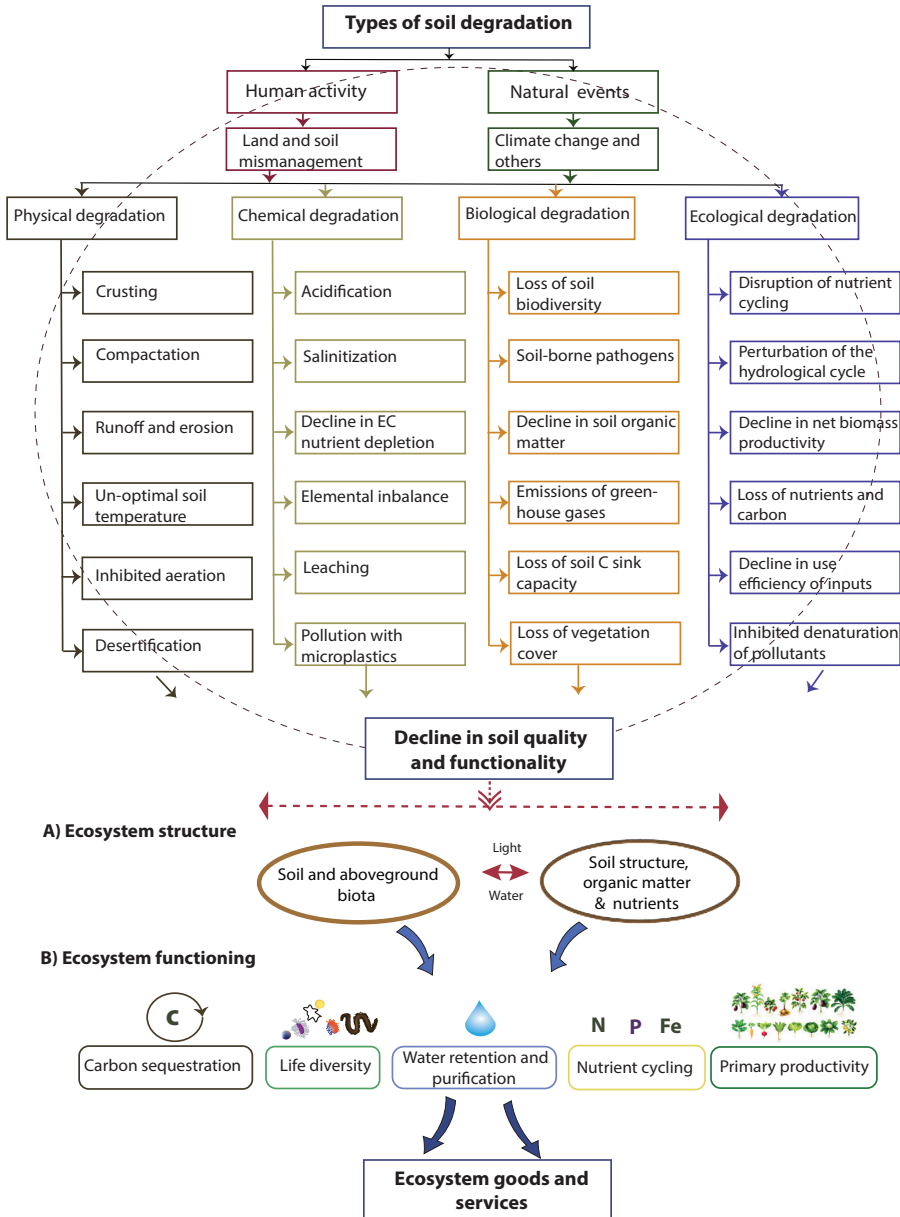 Types of soil degradation
Human activity
Natural events
Land and soil
mismanagement
Climate change and
others
Physical degradation
Chemical degradation
Biological degradation
Ecological degradation
Crusting
Compactation
Runoff and erosion
Un-optimal soil
temperature
Inhibited aeration
Desertification
Acidification
Salinitization
Decline in EC
nutrient depletion
Elemental inbalance
Leaching
Pollution with
microplastics
Loss of soil
biodiversity
Soil-borne pathogens
Decline in soil organic
matter
Emissions of green-
house gases
Loss of soil C sink
capacity
Loss of vegetation
cover
Disruption of nutrient
cycling
Perturbation of the
hydrological cycle
Decline in net biomass
productivity
Loss of nutrients and
carbon
Decline in use
efficiency of inputs
Inhibited denaturation
of pollutants
Decline in soil quality
and functionality
A) Ecosystem structure
Soil and aboveground
biota
Light
Water
Soil structure,
organic matter
& nutrients
B) Ecosystem functioning
C
N P Fe
Carbon sequestration
Life diversity
Water retention and
purification
Nutrient cycling
Primary productivity
Ecosystem goods and
services